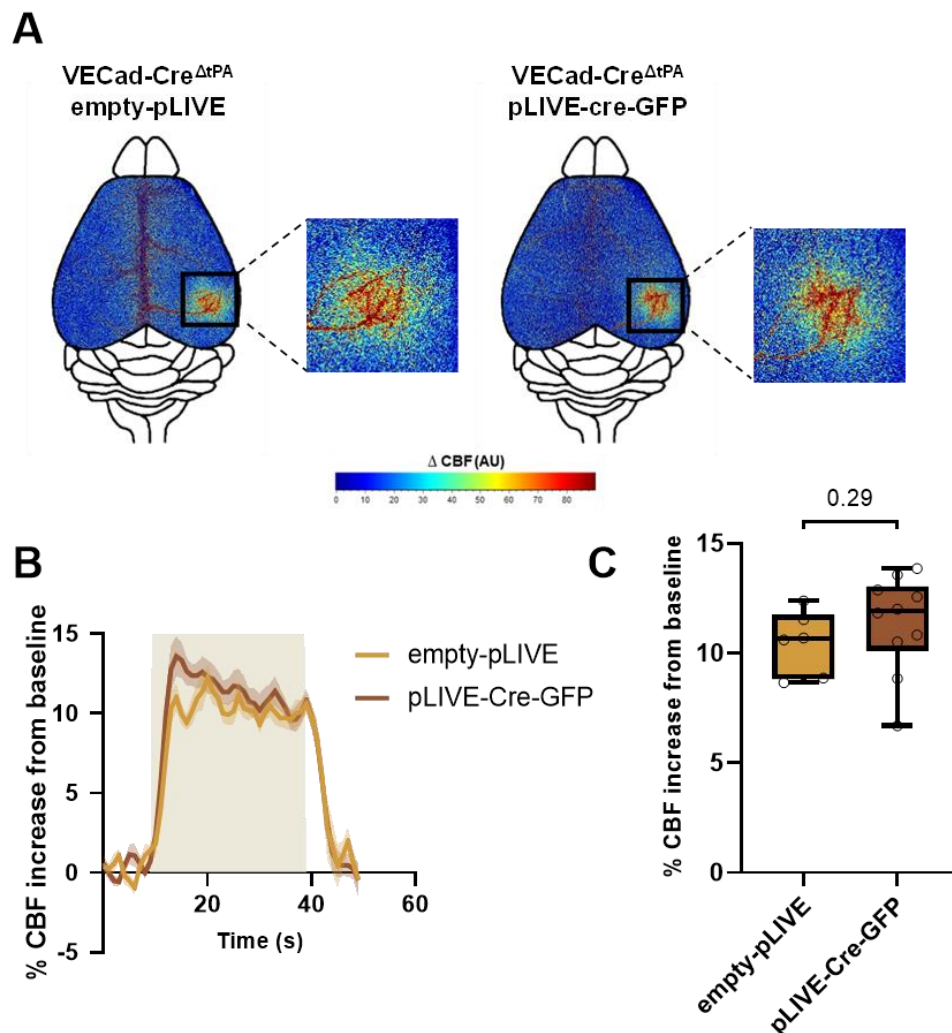 A
VECad-Cre^ΔtPA
empty-pLIVE
VECad-Cre^ΔtPA
pLIVE-cre-GFP
Δ CBF(AU)
0 10 20 30 40 50 60 70 80
B
% CBF increase from baseline
15
10
5
0
-5
20 40 60
Time (s)
empty-pLIVE
pLIVE-Cre-GFP
C
0.29
% CBF increase from baseline
15
10
5
0
empty-pLIVE
pLIVE-Cre-GFP